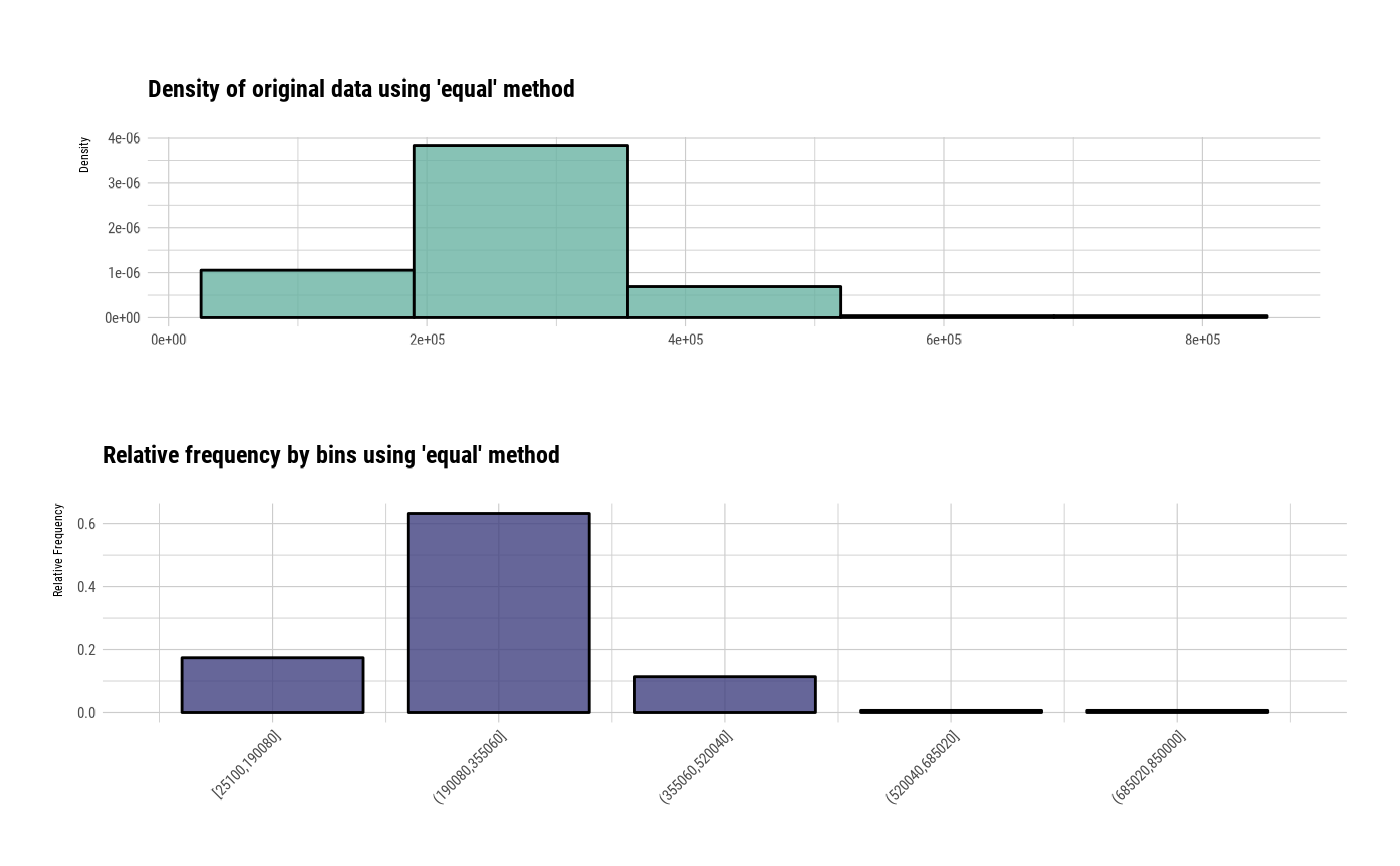 Density of original data using 'equal' method
Density
4e-06
3e-06
2e-06
1e-06
0e+00
0e+00 2e+05 4e+05 6e+05 8e+05
Relative frequency by bins using 'equal' method
Relative Frequency
0.6
0.4
0.2
0.0
[25100,190080] (190080,355060] (355060,520040] (520040,685020] (685020,850000]